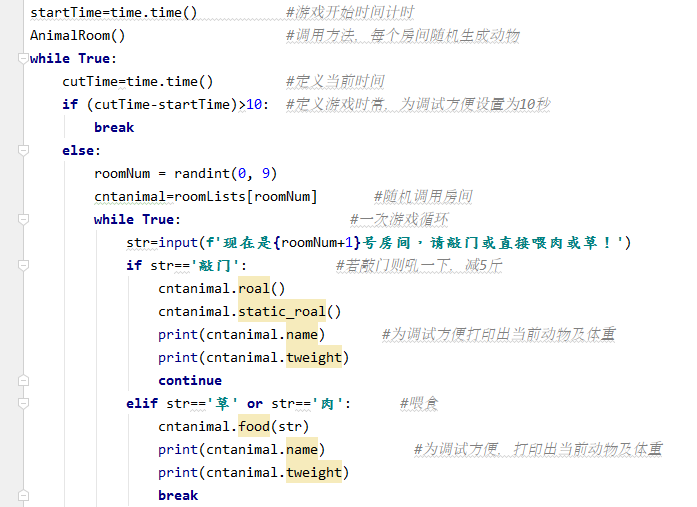 startTime=time.time() #游戏开始时间计时
AnimalRoom() #调用方法，每个房间随机生成动物
while True:
cutTime=time.time() #定义当前时间
if (cutTime-startTime)>10: #定义游戏时常，为调试方便设置为10秒
break
else:
roomNum = randint(0, 9)
cntanimal=roomLists[roomNum] #随机调用房间
while True: #一次游戏循环
str=input(f'现在是{roomNum+1}号房间，请敲门或直接喂肉或草！')
if str=='敲门': #若敲门则吼一下，减5斤
cntanimal.roal()
cntanimal.static_roal()
print(cntanimal.name) #为调试方便打印出当前动物及体重
print(cntanimal.tweight)
continue
elif str=='草' or str=='肉': #喂食
cntanimal.food(str)
print(cntanimal.name) #为调试方便，打印出当前动物及体重
print(cntanimal.tweight)
break